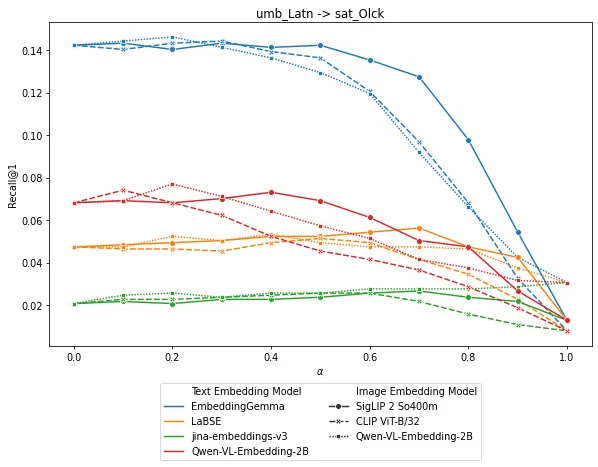 umb_Latn -> sat_Olck
Recall@1
0.14
0.12
0.10
0.08
0.06
0.04
0.02
0.0
0.2
0.4
0.6
0.8
1.0
α
Text Embedding Model
EmbeddingGemma
LaBSE
jina-embeddings-v3
Qwen-VL-Embedding-2B
Image Embedding Model
SigLIP 2 So400m
CLIP ViT-B/32
Qwen-VL-Embedding-2B